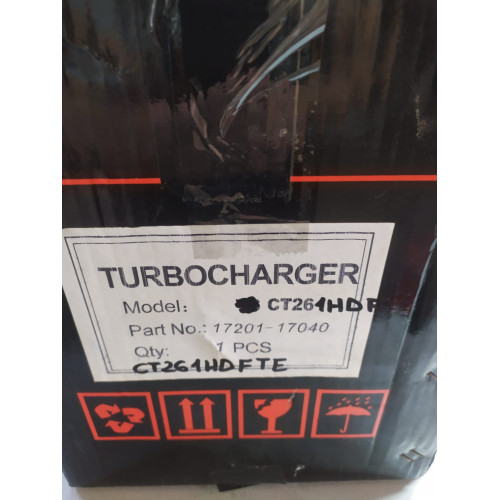 TURBOCHARGER
Model: CT261HDF
Part No.: 17201-17040
Qty: 1 PCS
CT261HDFTE